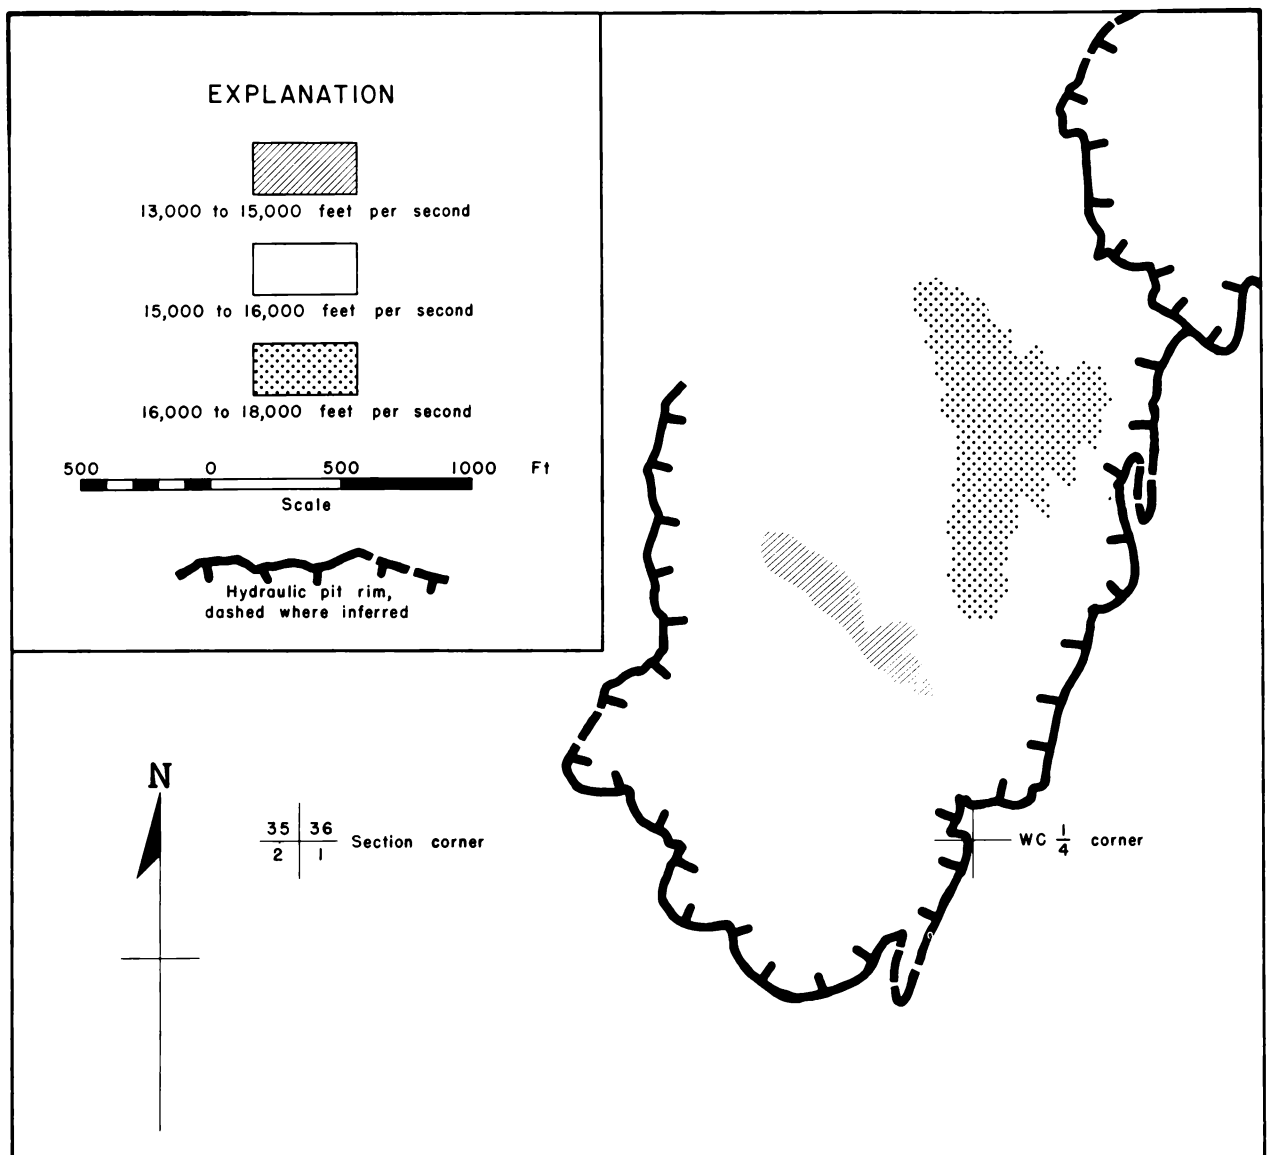 EXPLANATION
13,000 to 15,000 feet per second
15,000 to 16,000 feet per second
16,000 to 18,000 feet per second
500 0 500 1000 Ft
Scale
Hydraulic pit rim,
dashed where inferred
N
35 36
2 1
Section corner
WC 1/4 corner
?